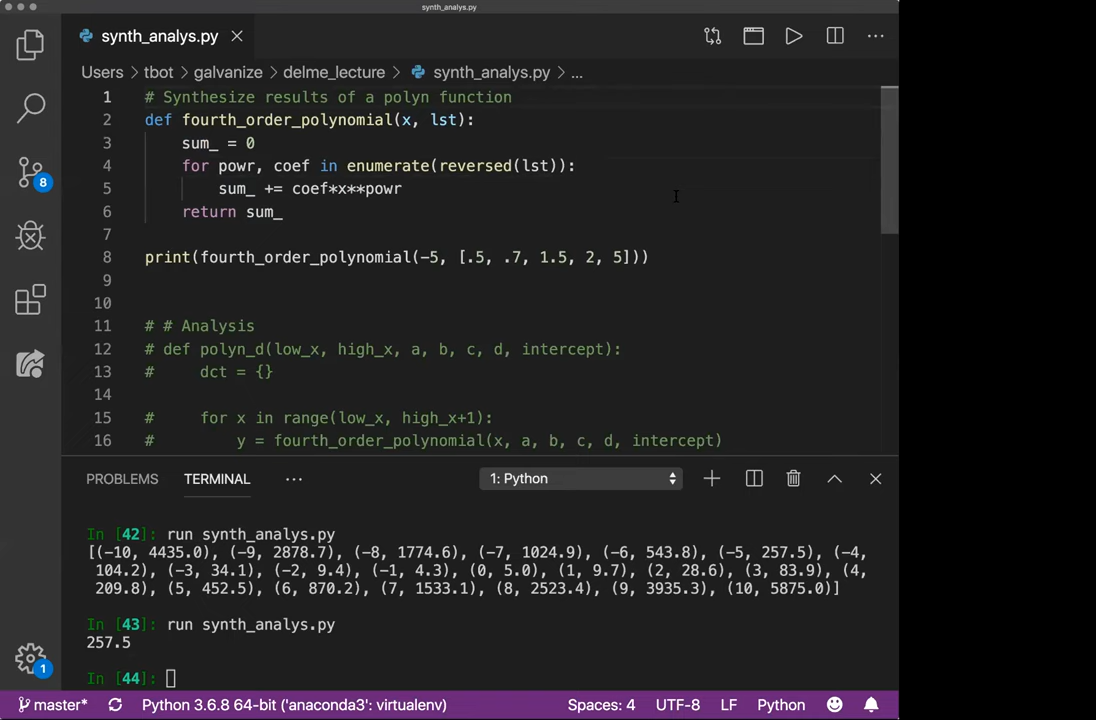 synth_analys.py
synth_analys.py
Users > tbot > galvanize > delme_lecture > synth_analys.py > ...
1 # Synthesize results of a polyn function
2 def fourth_order_polynomial(x, lst):
3     sum_ = 0
4     for powr, coef in enumerate(reversed(lst)):
5         sum_ += coef*x**powr
6     return sum_
7
8 print(fourth_order_polynomial(-5, [.5, .7, 1.5, 2, 5]))
9
10
11 # # Analysis
12 # def polyn_d(low_x, high_x, a, b, c, d, intercept):
13 #     dct = {}
14
15 #     for x in range(low_x, high_x+1):
16 #         y = fourth_order_polynomial(x, a, b, c, d, intercept)
8
PROBLEMS TERMINAL ... 1: Python
In [42]: run synth_analys.py
[(-10, 4435.0), (-9, 2878.7), (-8, 1774.6), (-7, 1024.9), (-6, 543.8), (-5, 257.5), (-4,
104.2), (-3, 34.1), (-2, 9.4), (-1, 4.3), (0, 5.0), (1, 9.7), (2, 28.6), (3, 83.9), (4,
209.8), (5, 452.5), (6, 870.2), (7, 1533.1), (8, 2523.4), (9, 3935.3), (10, 5875.0)]
In [43]: run synth_analys.py
257.5
In [44]:
1
master* Python 3.6.8 64-bit ('anaconda3': virtualenv) Spaces: 4 UTF-8 LF Python